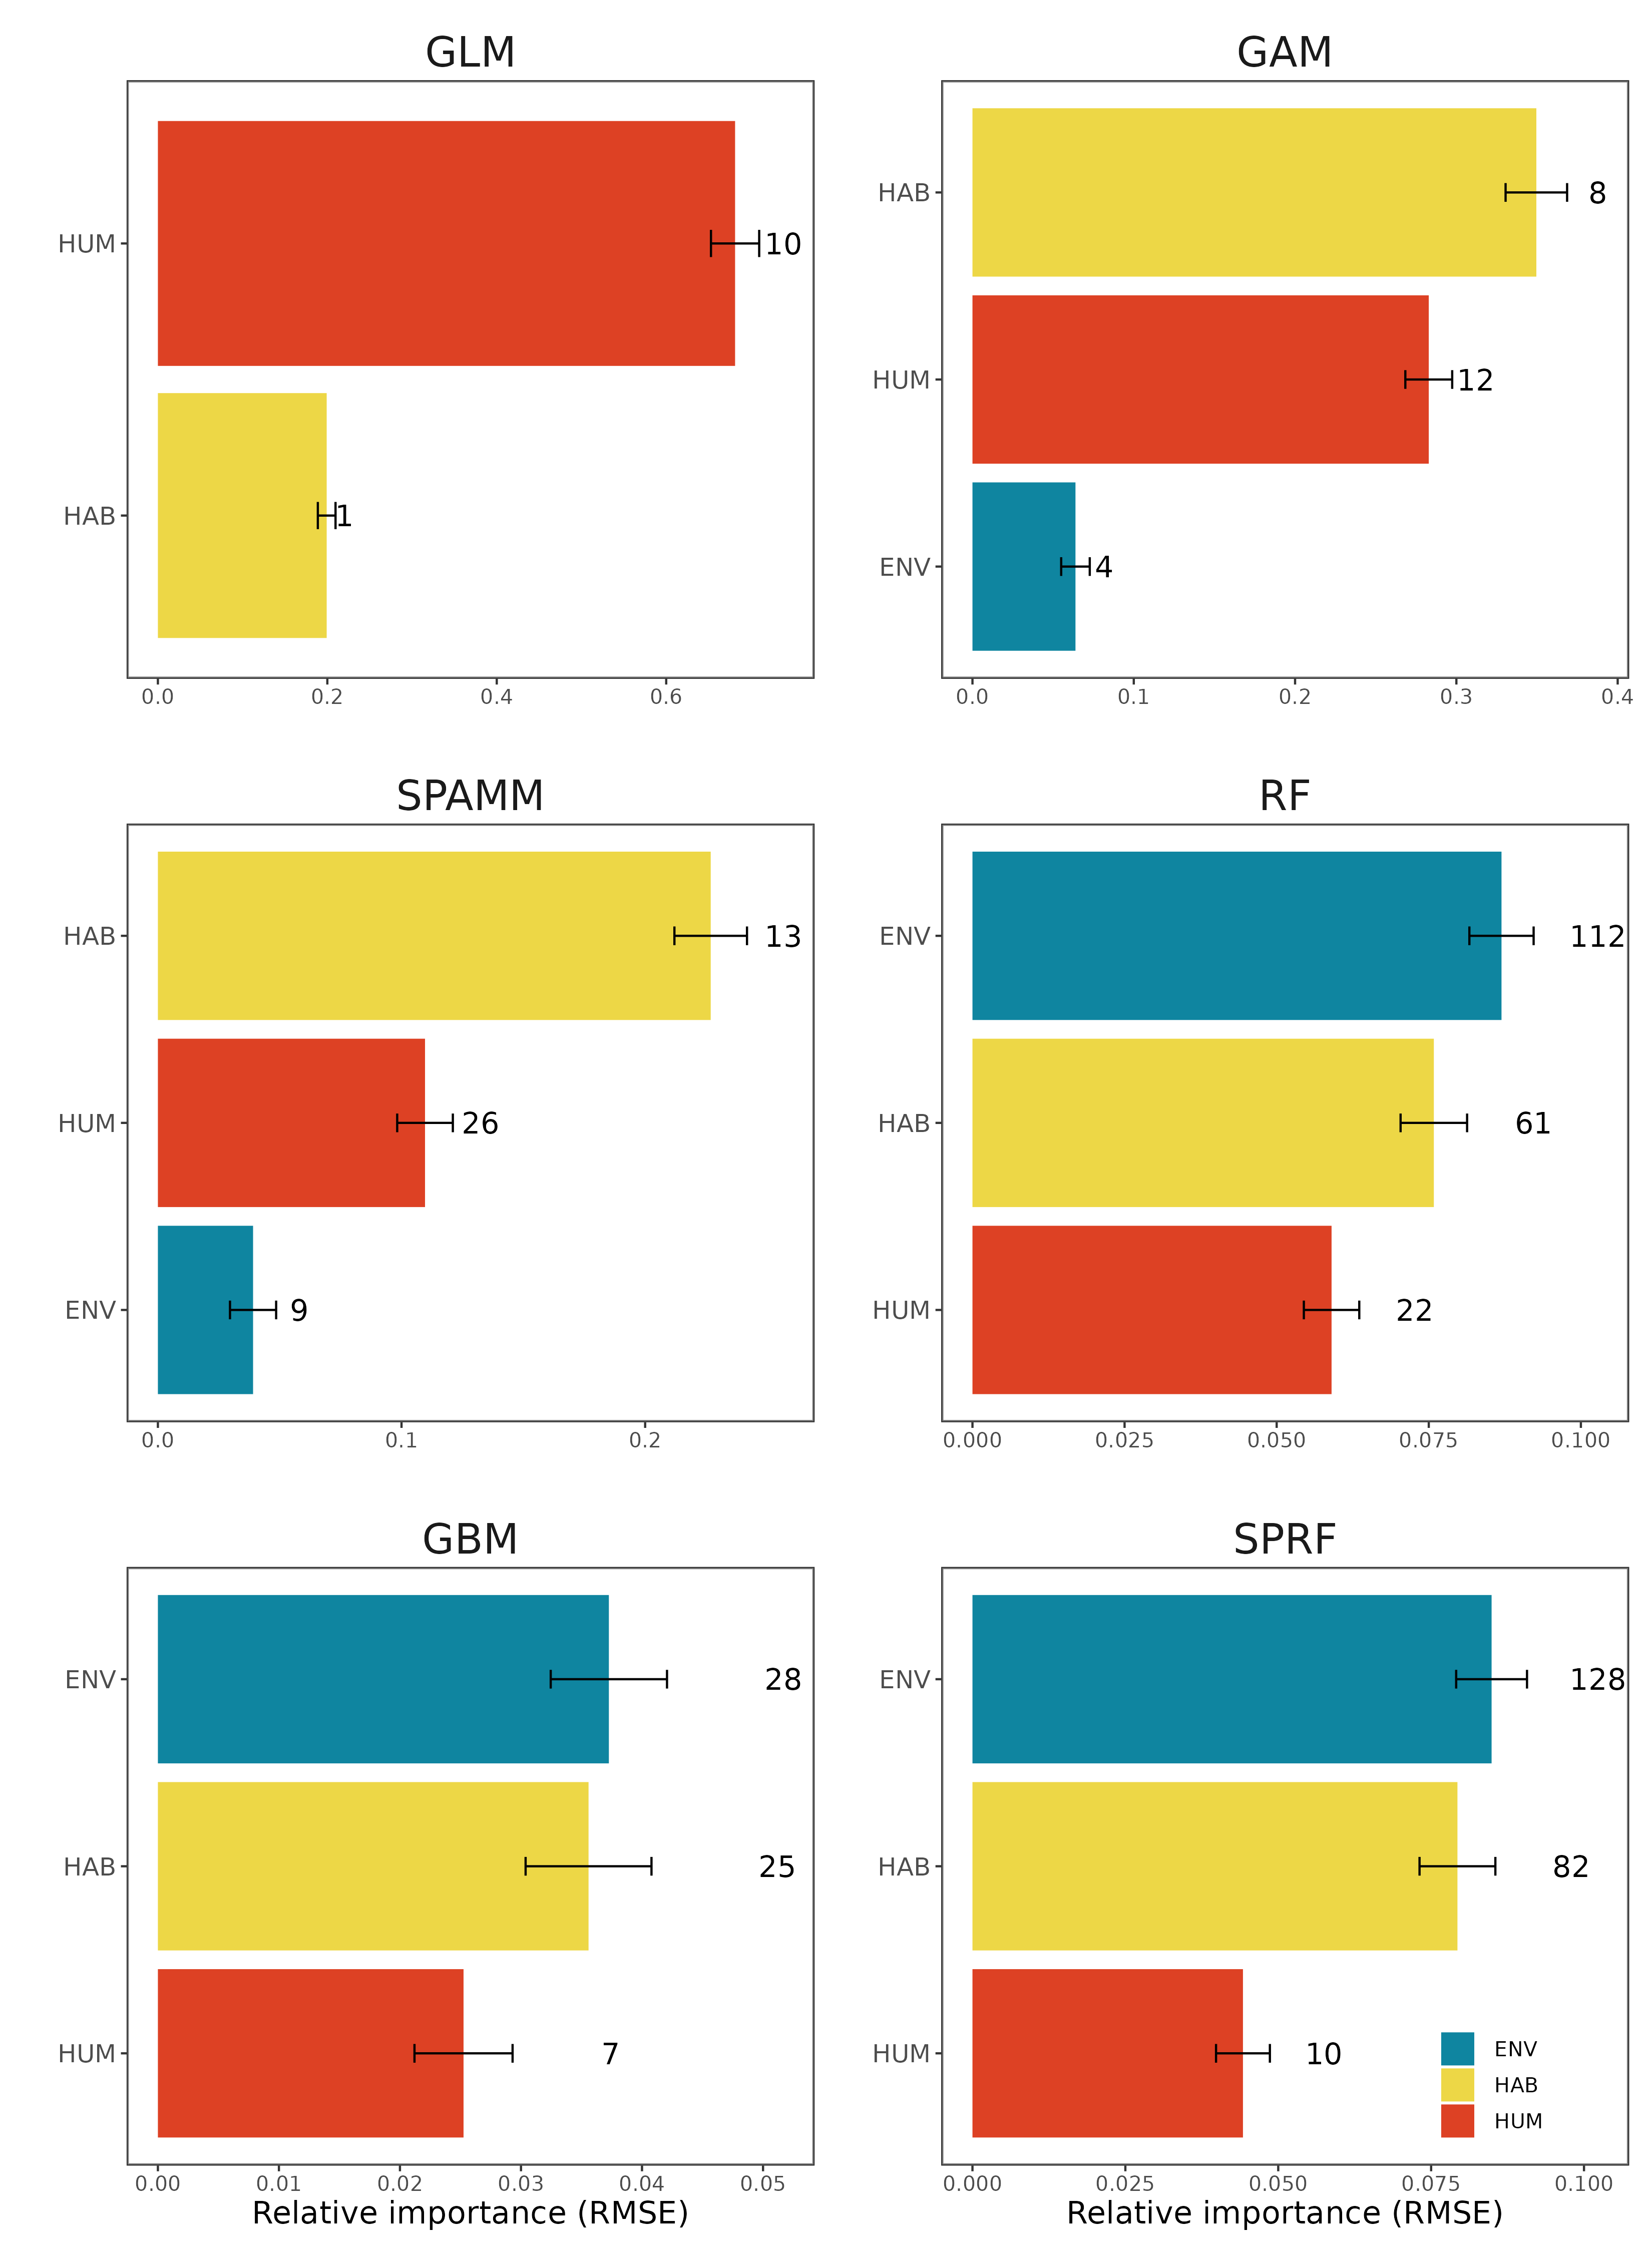 GLM
HUM
10
HAB
1
0.0 0.2 0.4 0.6
GAM
HAB
8
HUM
12
ENV
4
0.0 0.1 0.2 0.3 0.4
SPAMM
HAB
13
HUM
26
ENV
9
0.0 0.1 0.2
RF
ENV
112
HAB
61
HUM
22
0.000 0.025 0.050 0.075 0.100
GBM
ENV
28
HAB
25
HUM
7
0.00 0.01 0.02 0.03 0.04 0.05
Relative importance (RMSE)
SPRF
ENV
128
HAB
82
HUM
10
ENV
HAB
HUM
0.000 0.025 0.050 0.075 0.100
Relative importance (RMSE)